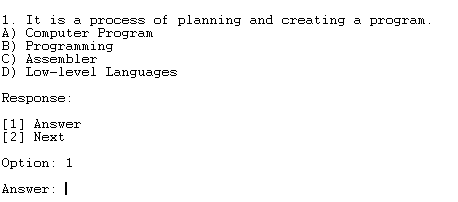 1. It is a process of planning and creating a program.
A) Computer Program
B) Programming
C) Assembler
D) Low-level Languages
Response:
[1] Answer
[2] Next
Option: 1
Answer: